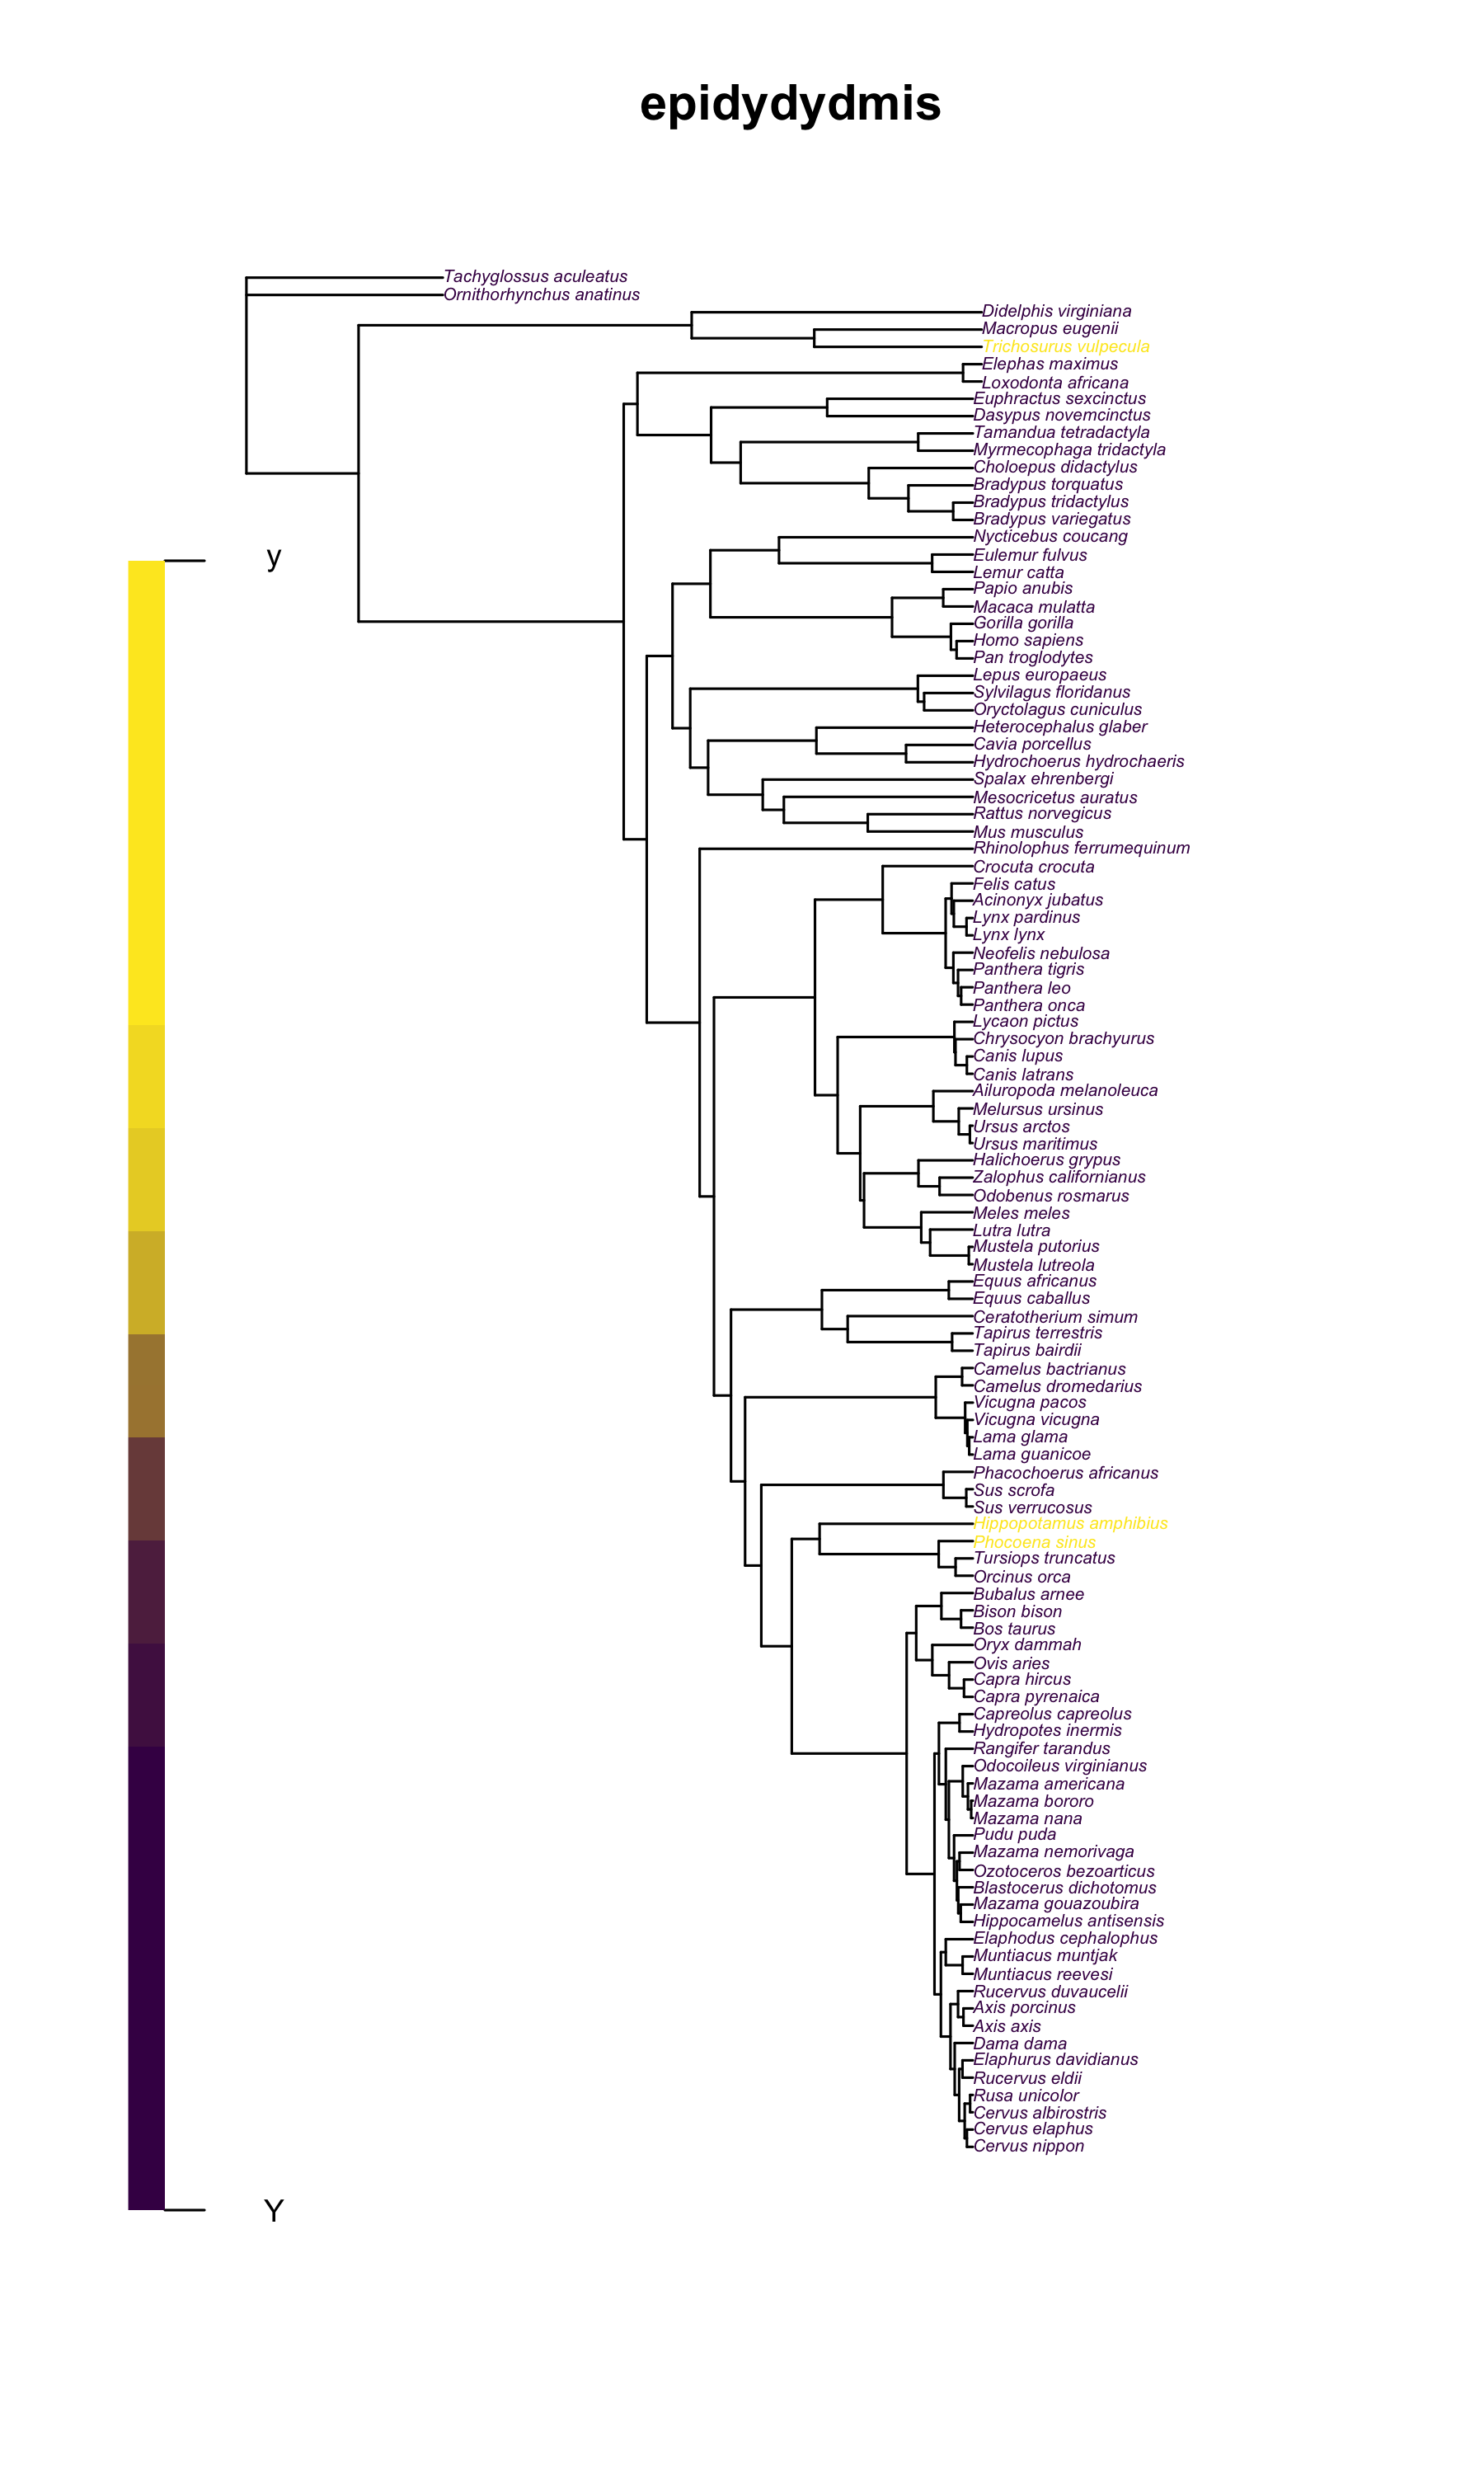 epidydydmis
Tachyglossus aculeatus
Ornithorhynchus anatinus
Didelphis virginiana
Macropus eugenii
Trichosurus vulpecula
Elephas maximus
Loxodonta africana
Euphractus sexcinctus
Dasypus novemcinctus
Tamandua tetradactyla
Myrmecophaga tridactyla
Choloepus didactylus
Bradypus torquatus
Bradypus tridactylus
Bradypus variegatus
Nycticebus coucang
y
Eulemur fulvus
Lemur catta
Papio anubis
Macaca mulatta
Gorilla gorilla
Homo sapiens
Pan troglodytes
Lepus europaeus
Sylvilagus floridanus
Oryctolagus cuniculus
Heterocephalus glaber
Cavia porcellus
Hydrochoerus hydrochaeris
Spalax ehrenbergi
Mesocricetus auratus
Rattus norvegicus
Mus musculus
Rhinolophus ferrumequinum
Crocuta crocuta
Felis catus
Acinonyx jubatus
Lynx pardinus
Lynx lynx
Neofelis nebulosa
Panthera tigris
Panthera leo
Panthera onca
Lycaon pictus
Chrysocyon brachyurus
Canis lupus
Canis latrans
Ailuropoda melanoleuca
Melursus ursinus
Ursus arctos
Ursus maritimus
Halichoerus grypus
Zalophus californianus
Odobenus rosmarus
Meles meles
Lutra lutra
Mustela putorius
Mustela lutreola
Equus africanus
Equus caballus
Ceratotherium simum
Tapirus terrestris
Tapirus bairdii
Camelus bactrianus
Camelus dromedarius
Vicugna pacos
Vicugna vicugna
Lama glama
Lama guanicoe
Phacochoerus africanus
Sus scrofa
Sus verrucosus
Hippopotamus amphibius
Phocoena sinus
Tursiops truncatus
Orcinus orca
Bubalus arnee
Bison bison
Bos taurus
Oryx dammah
Ovis aries
Capra hircus
Capra pyrenaica
Capreolus capreolus
Hydropotes inermis
Rangifer tarandus
Odocoileus virginianus
Mazama americana
Mazama bororo
Mazama nana
Pudu puda
Mazama nemorivaga
Ozotoceros bezoarticus
Blastocerus dichotomus
Mazama gouazoubira
Hippocamelus antisensis
Elaphodus cephalophus
Muntiacus muntjak
Muntiacus reevesi
Rucervus duvaucelii
Axis porcinus
Axis axis
Dama dama
Elaphurus davidianus
Rucervus eldii
Rusa unicolor
Cervus albirostris
Cervus elaphus
Cervus nippon
Y